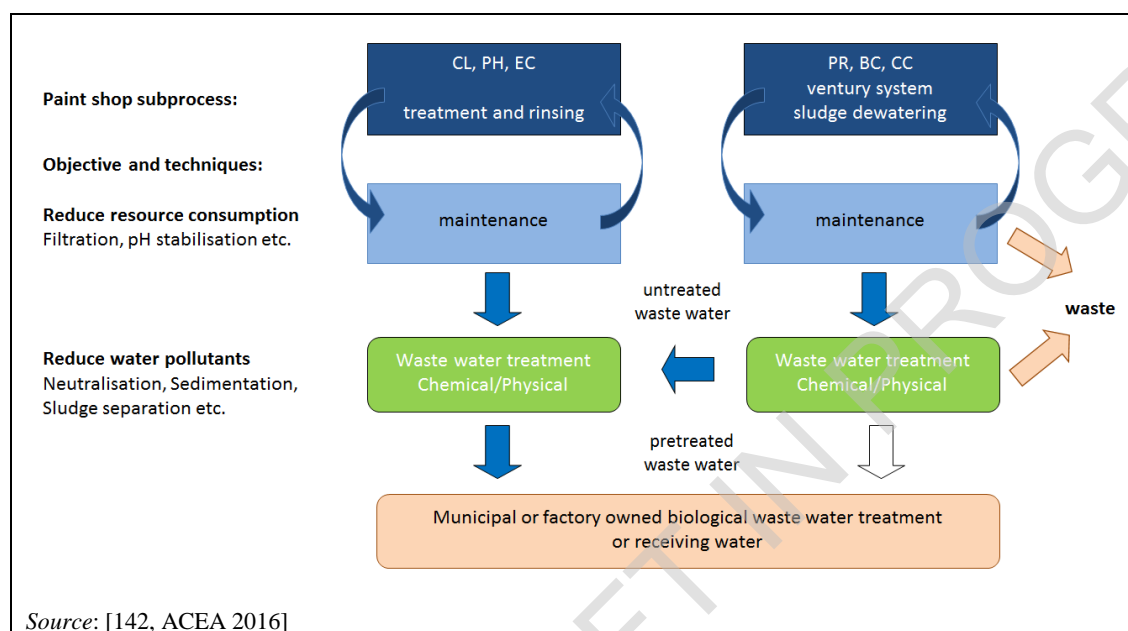 CL, PH, EC
treatment and rinsing
PR, BC, CC
ventury system
sludge dewatering
Paint shop subprocess:
Objective and techniques:
Reduce resource consumption
Filtration, pH stabilisation etc.
maintenance
maintenance
untreated
waste water
waste
Reduce water pollutants
Neutralisation, Sedimentation,
Sludge separation etc.
Waste water treatment
Chemical/Physical
Waste water treatment
Chemical/Physical
pretreated
waste water
Municipal or factory owned biological waste water treatment
or receiving water
Source: [142, ACEA 2016]